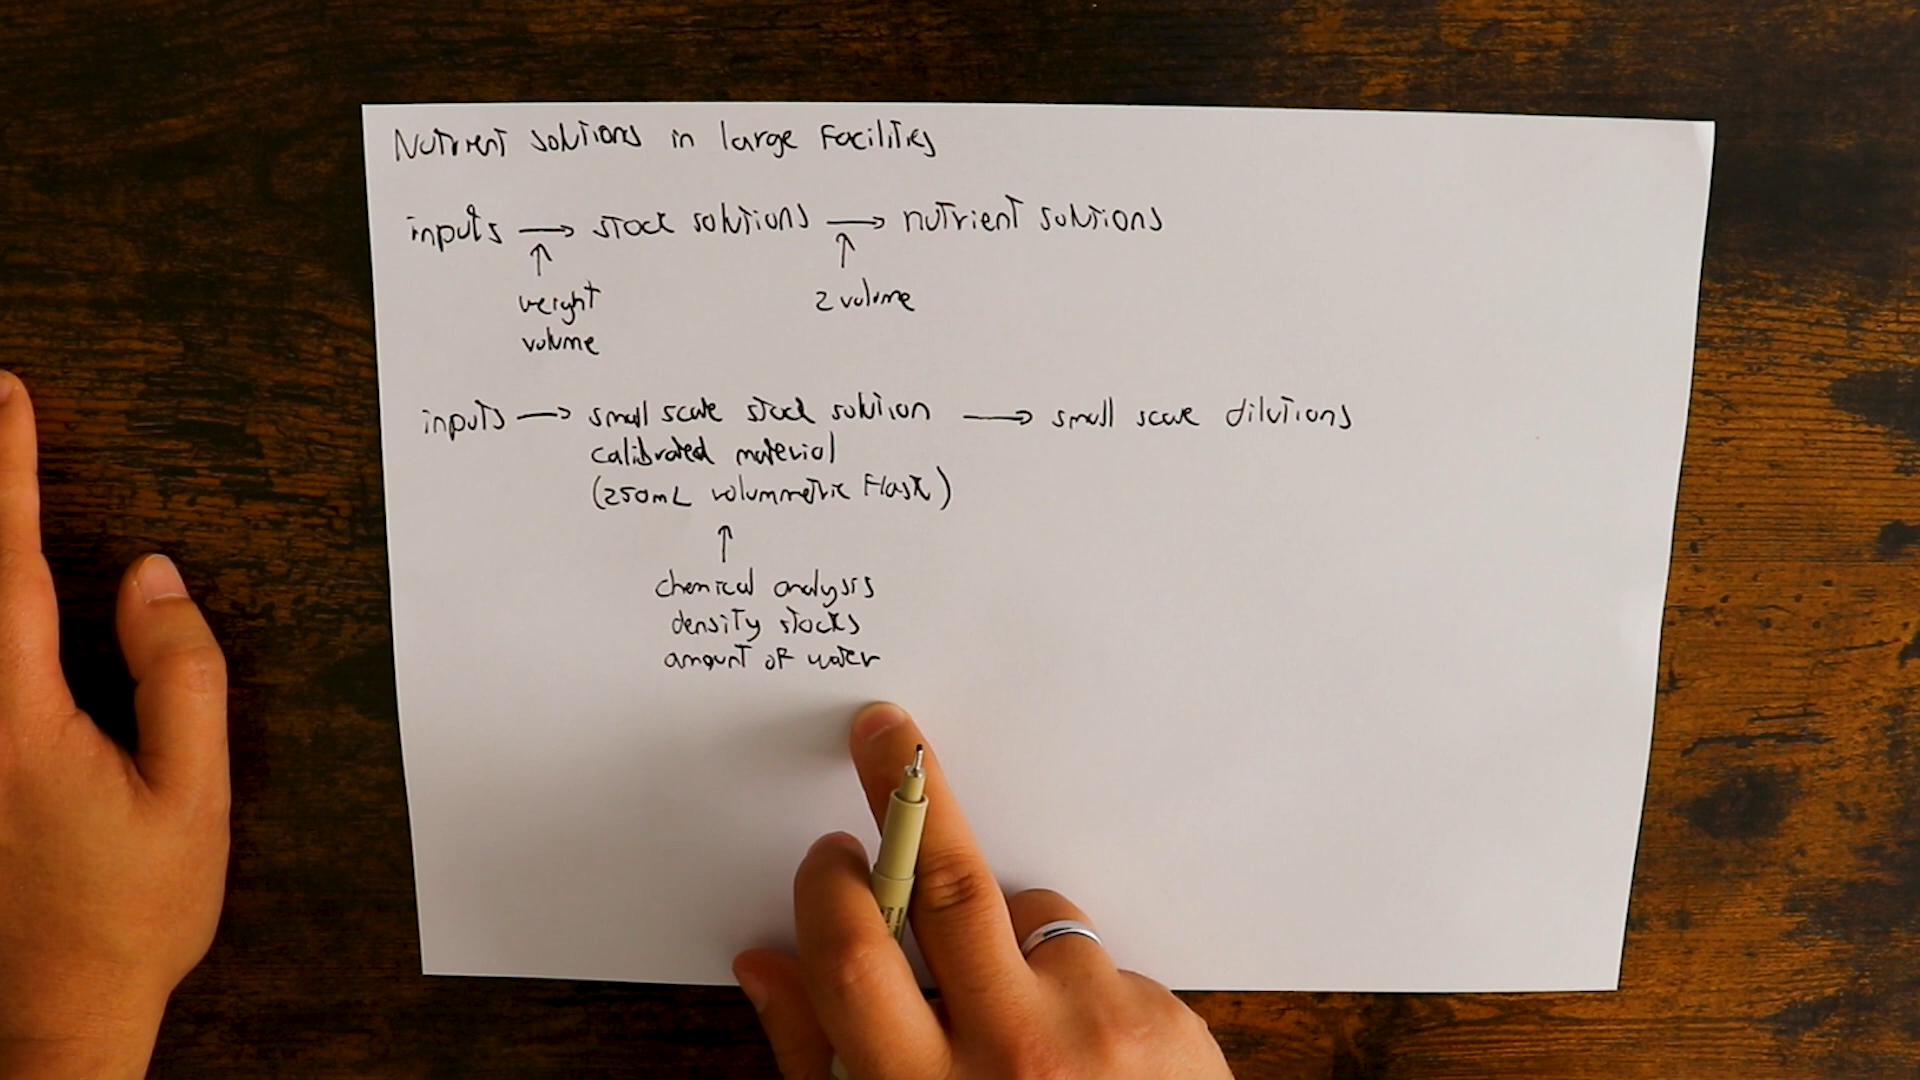 Nutrient solutions in large facilities
inputs → stock solutions → nutrient solutions
↑ ↑
weight 2 volume
volume
inputs → small scale stock solution → small scale dilutions
calibrated material
(250mL volummetric flask)
↑
chemical analysis
density stocks
amount of water